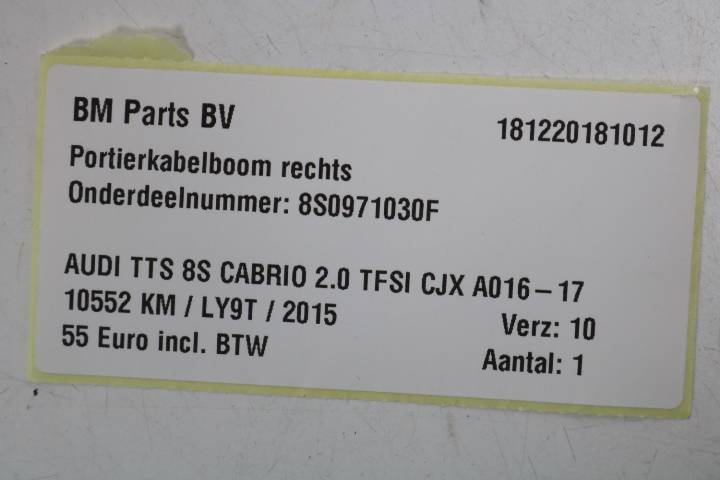 BM Parts BV 181220181012
Portierkabelboom rechts
Onderdeelnummer: 8S0971030F
AUDI TTS 8S CABRIO 2.0 TFSI CJX A016-17
10552 KM / LY9T / 2015 Verz: 10
55 Euro incl. BTW Aantal: 1